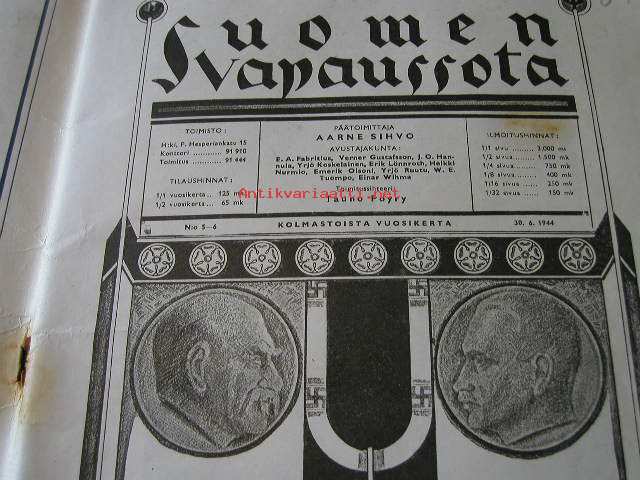 Suomen
Vapaussota
TOIMISTO:
H:ki, P. Hesperiankatu 15
Konttori ............ 91 910
Toimitus ............ 91 444
TILAUSHINNAT:
1/1 vuosikerta.... 125 mk
1/2 vuosikerta.... 65 mk
PÄÄTOIMITTAJA
AARNE SIHVO
AVUSTAJAKUNTA:
E. A. Fabritius, Verner Gustafsson, J. O. Han-
nula, Yrjö Koskelainen, Erik Lönnroth, Heikki
Nurmio, Emerik Olsoni, Yrjö Ruutu, W. E.
Tuompo, Einar Wihma
Toimitussihteeri:
Tauno Pöyry
ILMOITUSHINNAT:
1/1 sivu ........ 3,000 mk
1/2 sivua ........ 1.500 mk
1/4 sivua ........ 750 mk
1/8 sivua ........ 400 mk
1/16 sivua ........ 250 mk
1/32 sivua ........ 150 mk
Antikvariaatti.net
N:o 5—6 KOLMASTOISTA VUOSIKERTA 30. 6. 1944